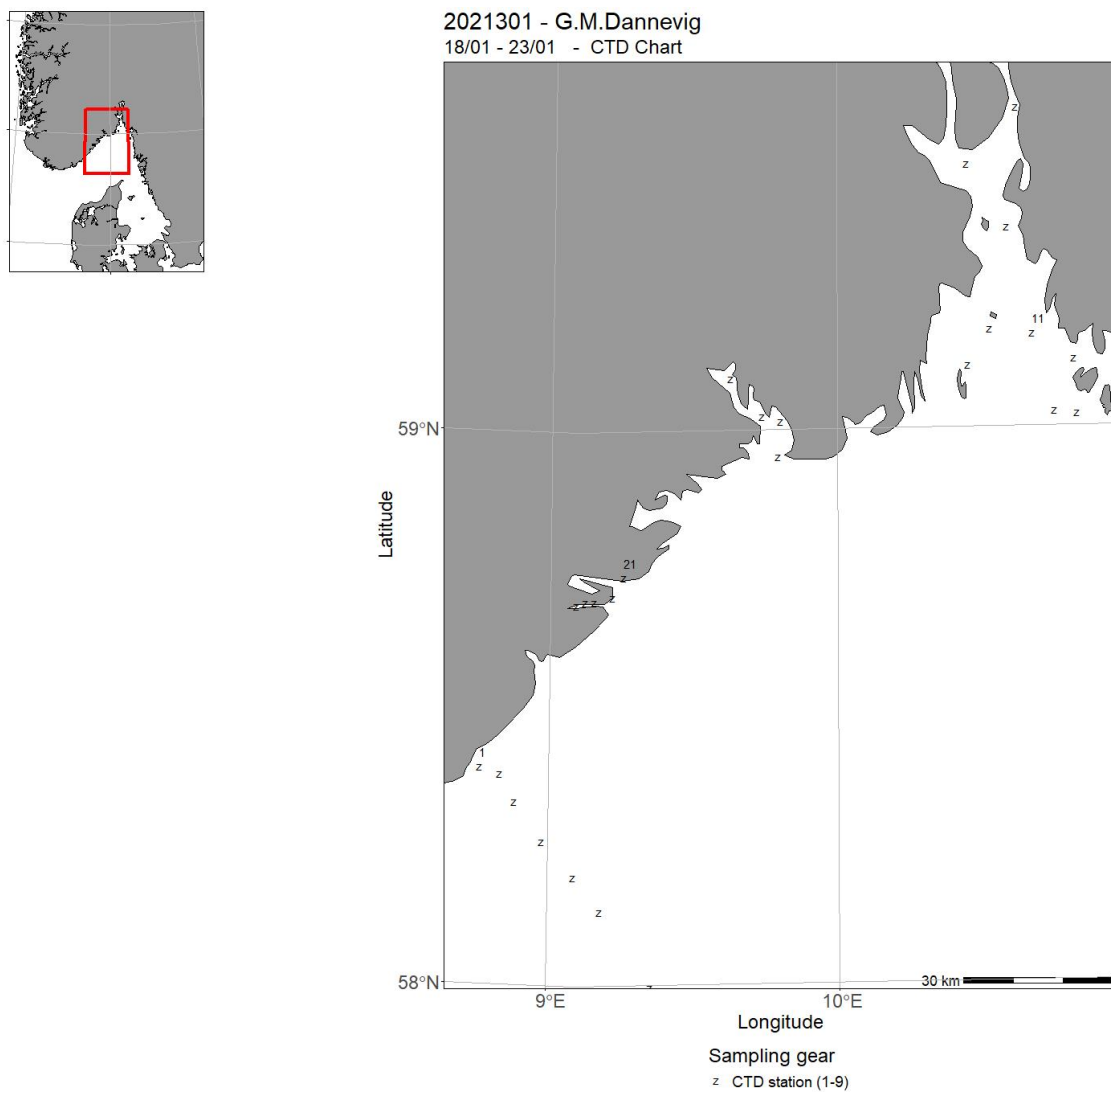 2021301 - G.M.Dannevig
18/01 - 23/01 - CTD Chart
z
z
z
11
z
z
z
z
z
z
z
z
z
59°N
z
Latitude
21
z
z
z z z
1
z
z
z
z
z
z
58°N
30 km
9°E
10°E
Longitude
Sampling gear
z CTD station (1-9)